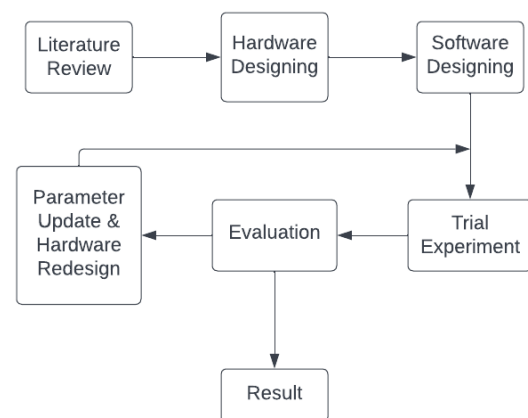 Literature
Review
Hardware
Designing
Software
Designing
Parameter
Update &
Hardware
Redesign
Evaluation
Trial
Experiment
Result